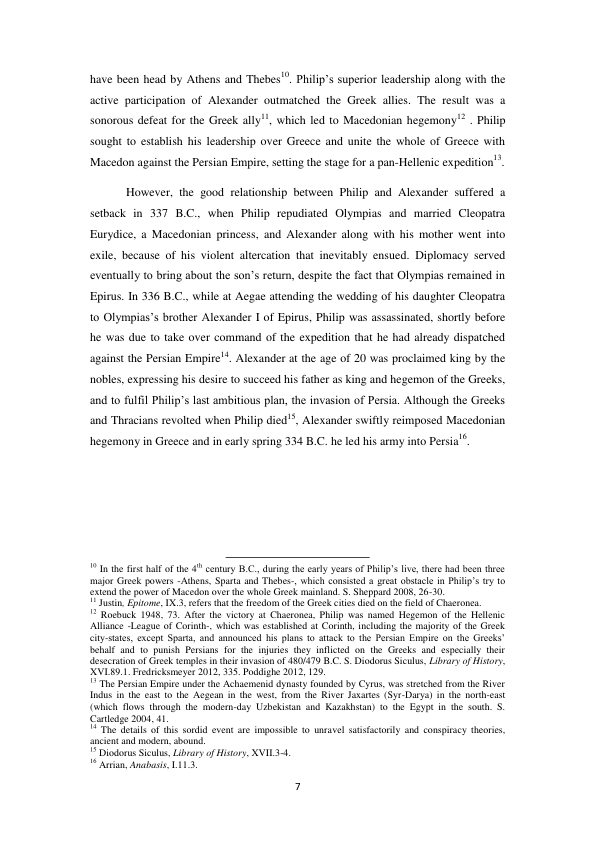 have been head by Athens and Thebes10. Philip’s superior leadership along with the
active participation of Alexander outmatched the Greek allies. The result was a
sonorous defeat for the Greek ally11, which led to Macedonian hegemony12 . Philip
sought to establish his leadership over Greece and unite the whole of Greece with
Macedon against the Persian Empire, setting the stage for a pan-Hellenic expedition13.
However, the good relationship between Philip and Alexander suffered a
setback in 337 B.C., when Philip repudiated Olympias and married Cleopatra
Eurydice, a Macedonian princess, and Alexander along with his mother went into
exile, because of his violent altercation that inevitably ensued. Diplomacy served
eventually to bring about the son’s return, despite the fact that Olympias remained in
Epirus. In 336 B.C., while at Aegae attending the wedding of his daughter Cleopatra
to Olympias’s brother Alexander I of Epirus, Philip was assassinated, shortly before
he was due to take over command of the expedition that he had already dispatched
against the Persian Empire14. Alexander at the age of 20 was proclaimed king by the
nobles, expressing his desire to succeed his father as king and hegemon of the Greeks,
and to fulfil Philip’s last ambitious plan, the invasion of Persia. Although the Greeks
and Thracians revolted when Philip died15, Alexander swiftly reimposed Macedonian
hegemony in Greece and in early spring 334 B.C. he led his army into Persia16.
10 In the first half of the 4th century B.C., during the early years of Philip’s live, there had been three
major Greek powers -Athens, Sparta and Thebes-, which consisted a great obstacle in Philip’s try to
extend the power of Macedon over the whole Greek mainland. S. Sheppard 2008, 26-30.
11 Justin, Epitome, IX.3, refers that the freedom of the Greek cities died on the field of Chaeronea.
12 Roebuck 1948, 73. After the victory at Chaeronea, Philip was named Hegemon of the Hellenic
Alliance -League of Corinth-, which was established at Corinth, including the majority of the Greek
city-states, except Sparta, and announced his plans to attack to the Persian Empire on the Greeks’
behalf and to punish Persians for the injuries they inflicted on the Greeks and especially their
desecration of Greek temples in their invasion of 480/479 B.C. S. Diodorus Siculus, Library of History,
XVI.89.1. Fredricksmeyer 2012, 335. Poddighe 2012, 129.
13 The Persian Empire under the Achaemenid dynasty founded by Cyrus, was stretched from the River
Indus in the east to the Aegean in the west, from the River Jaxartes (Syr-Darya) in the north-east
(which flows through the modern-day Uzbekistan and Kazakhstan) to the Egypt in the south. S.
Cartledge 2004, 41.
14 The details of this sordid event are impossible to unravel satisfactorily and conspiracy theories,
ancient and modern, abound.
15 Diodorus Siculus, Library of History, XVII.3-4.
16 Arrian, Anabasis, I.11.3.
7